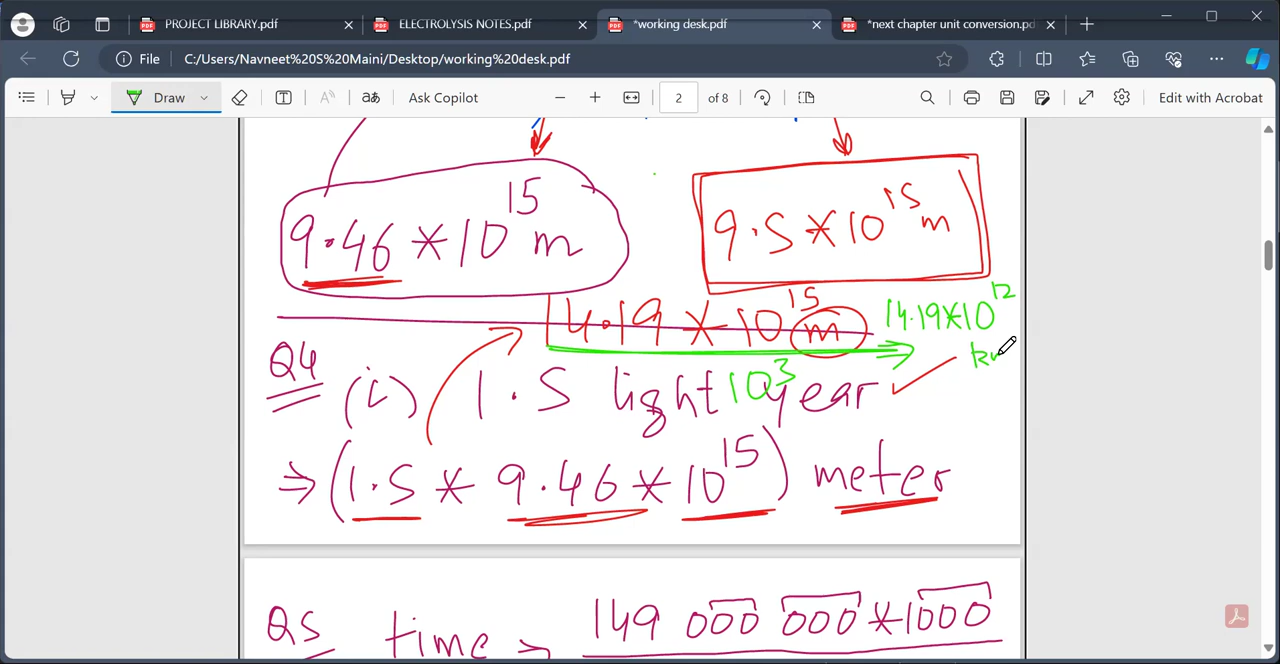 PROJECT LIBRARY.pdf
ELECTROLYSIS NOTES.pdf
*working desk.pdf
*next chapter unit conversion.pd
File
C:/Users/Navneet%20S%20Maini/Desktop/working%20desk.pdf
Draw
aあ
Ask Copilot
2
of 8
Edit with Acrobat
9.46 * 10^15 m
9.5 * 10^15 m
14.19 * 10^15 m
14.19 * 10^12
km
10^3
Q4
(i) 1.5 light year
⇒ (1.5 * 9.46 * 10^15) meter
Q5 time ⇒ 149 000 000 * 1000